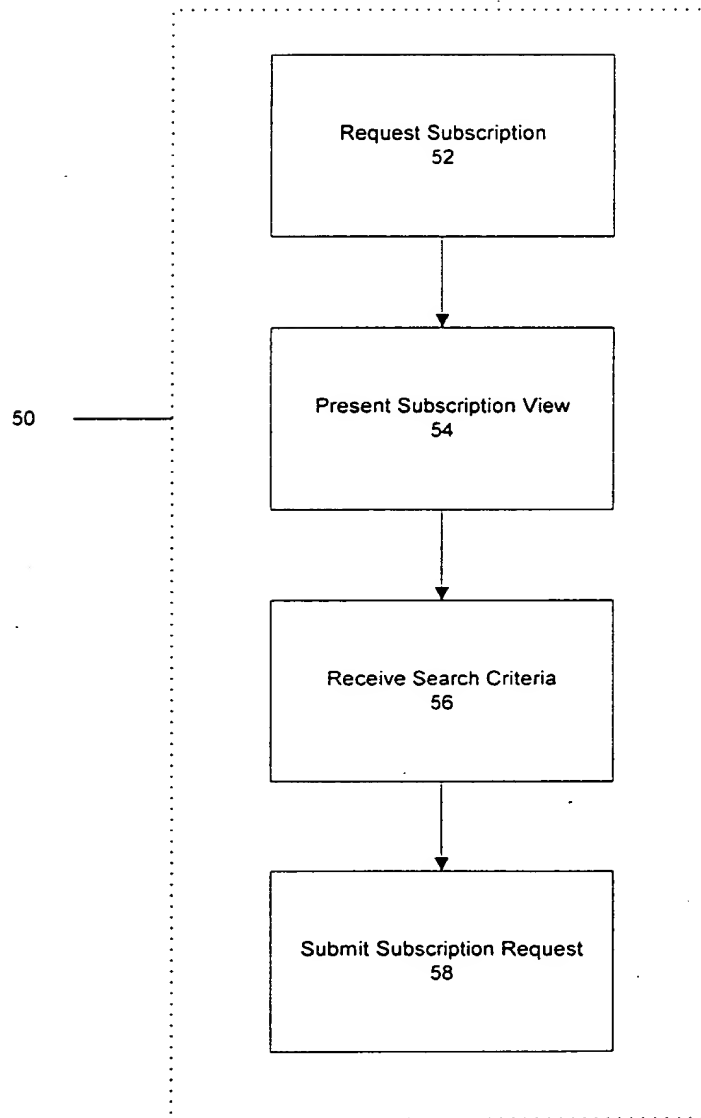 Request Subscription
52
50
Present Subscription View
54
Receive Search Criteria
56
Submit Subscription Request
58